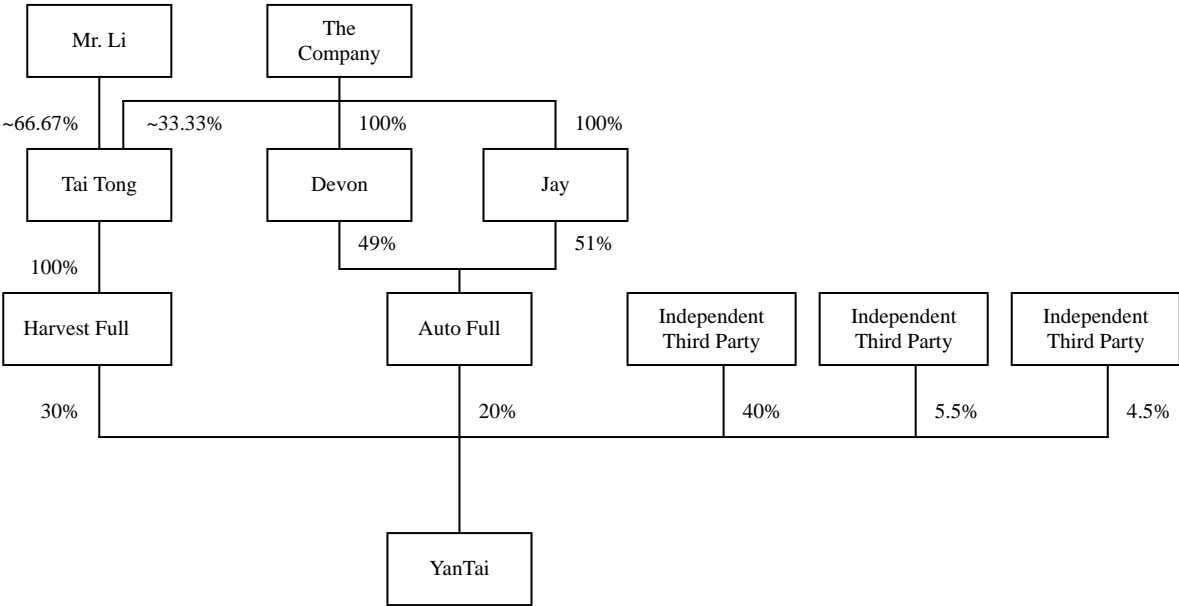 Mr. Li
The
Company
~66.67%
~33.33%
100%
100%
Tai Tong
Devon
Jay
49%
51%
100%
Harvest Full
Auto Full
Independent
Third Party
Independent
Third Party
Independent
Third Party
30%
20%
40%
5.5%
4.5%
YanTai